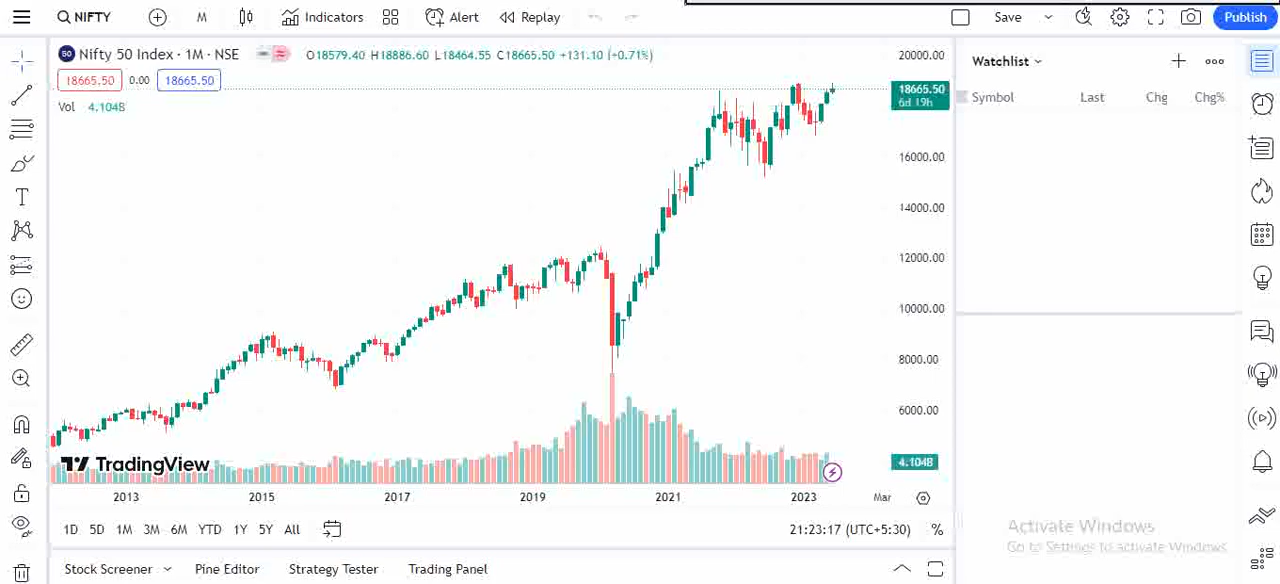 NIFTY M Indicators Alert Replay Save Publish
50 Nifty 50 Index · 1M · NSE O18579.40 H18886.60 L18464.55 C18665.50 +131.10 (+0.71%)
18665.50 0.00 18665.50
Vol 4.104B
20000.00
18665.50
6d 19h
16000.00
14000.00
12000.00
10000.00
8000.00
6000.00
4.104B
TradingView
2013 2015 2017 2019 2021 2023 Mar
1D 5D 1M 3M 6M YTD 1Y 5Y All 21:23:17 (UTC+5:30) %
Stock Screener Pine Editor Strategy Tester Trading Panel
Watchlist
Symbol Last Chg Chg%
Activate Windows
Go to Settings to activate Windows.